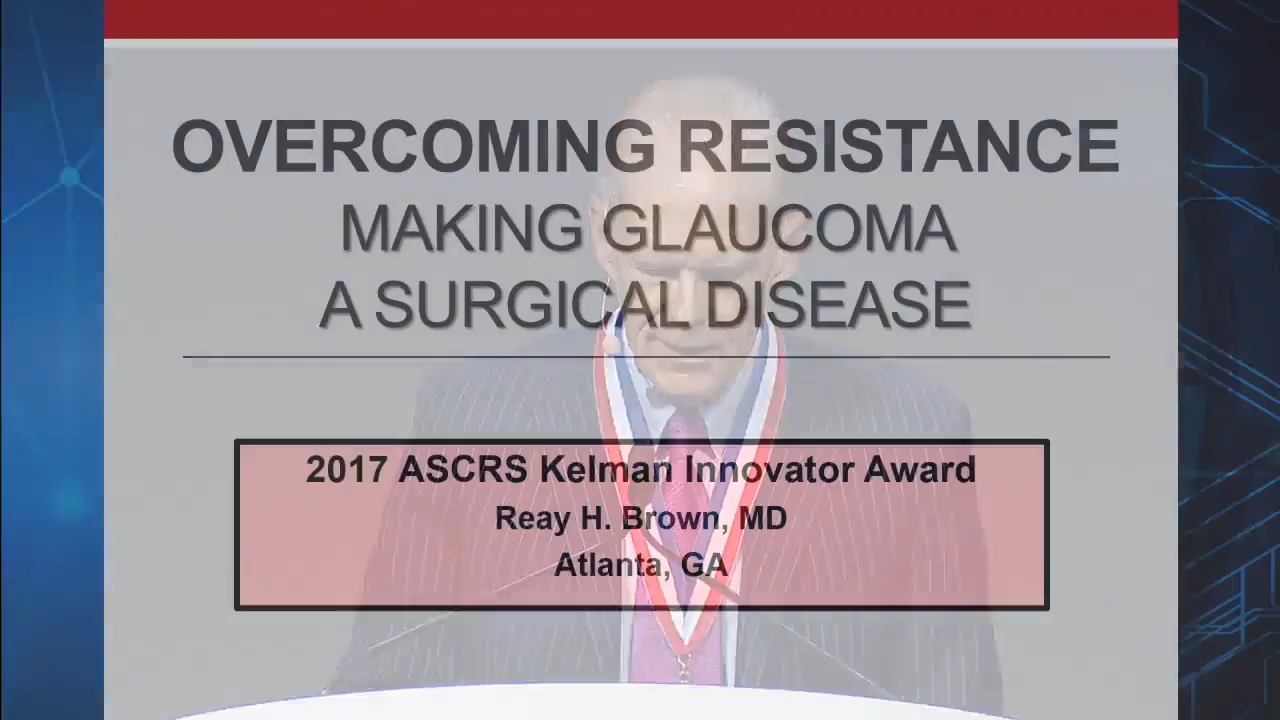 OVERCOMING RESISTANCE
MAKING GLAUCOMA
A SURGICAL DISEASE
2017 ASCRS Kelman Innovator Award
Reay H. Brown, MD
Atlanta, GA